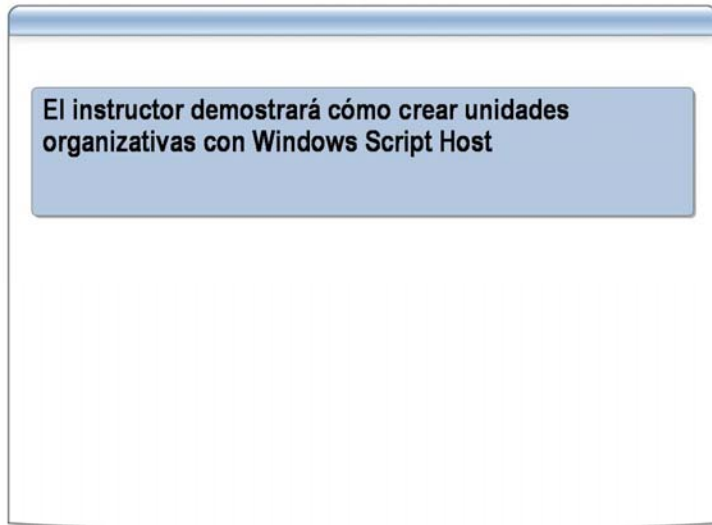 El instructor demostrará cómo crear unidades
organizativas con Windows Script Host